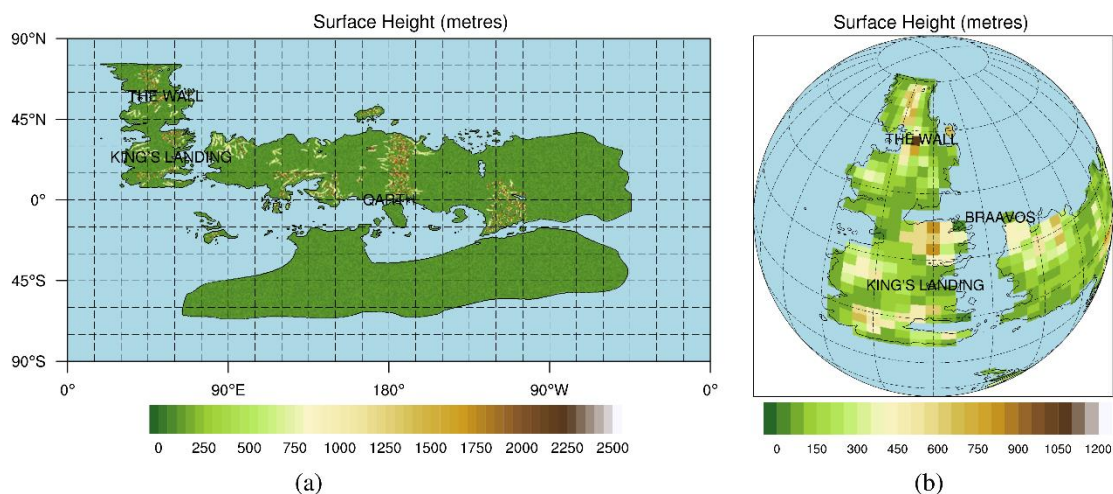 Surface Height (metres)
90°N
45°N
0°
45°S
90°S
THE WALL
KING'S LANDING
QARTH
0° 90°E 180° 90°W 0°
0 250 500 750 1000 1250 1500 1750 2000 2250 2500
(a)
Surface Height (metres)
THE WALL
BRAAVOS
KING'S LANDING
0 150 300 450 600 750 900 1050 1200
(b)